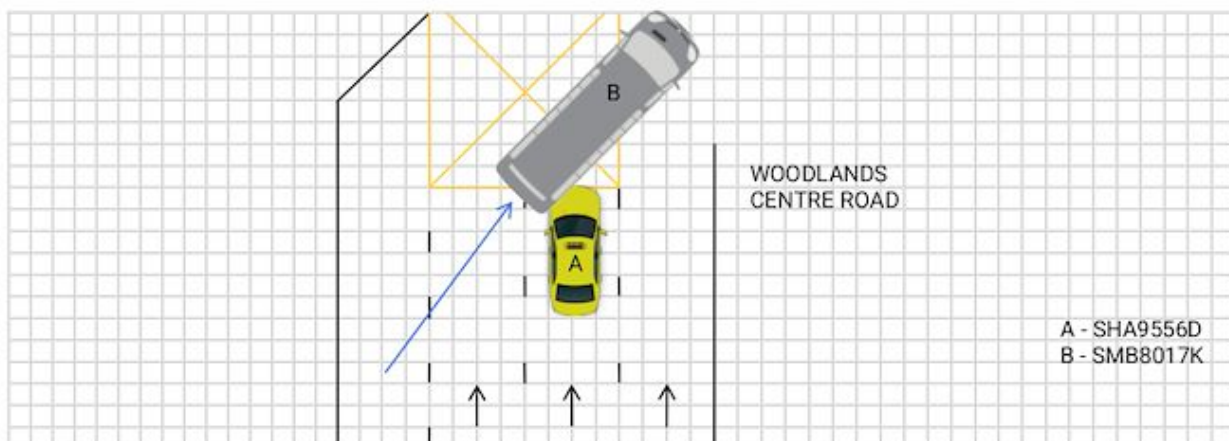 B
WOODLANDS
CENTRE ROAD
A
A - SHA9556D
B - SMB8017K